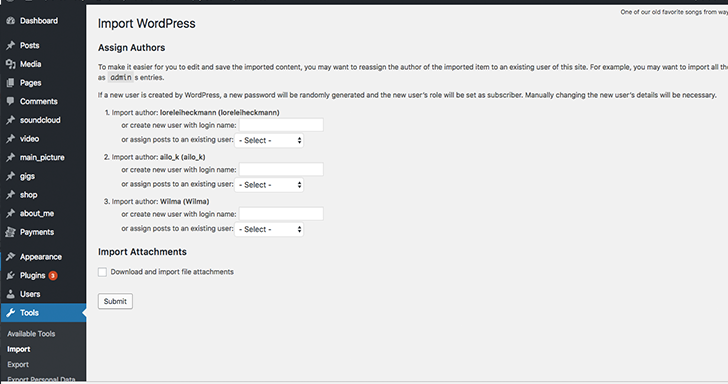 One of our old favorite songs from way
Dashboard
Posts
Media
Pages
Comments
soundcloud
video
main_picture
gigs
shop
about_me
Payments
Appearance
Plugins 3
Users
Tools
Available Tools
Import
Export
Export Personal Data
Import WordPress
Assign Authors
To make it easier for you to edit and save the imported content, you may want to reassign the author of the imported item to an existing user of this site. For example, you may want to import all the
as admin s entries.
If a new user is created by WordPress, a new password will be randomly generated and the new user's role will be set as subscriber. Manually changing the new user's details will be necessary.
1. Import author: loreleiheckmann (loreleiheckmann)
or create new user with login name:
or assign posts to an existing user: - Select -
2. Import author: ailo_k (ailo_k)
or create new user with login name:
or assign posts to an existing user: - Select -
3. Import author: Wilma (Wilma)
or create new user with login name:
or assign posts to an existing user: - Select -
Import Attachments
Download and import file attachments
Submit